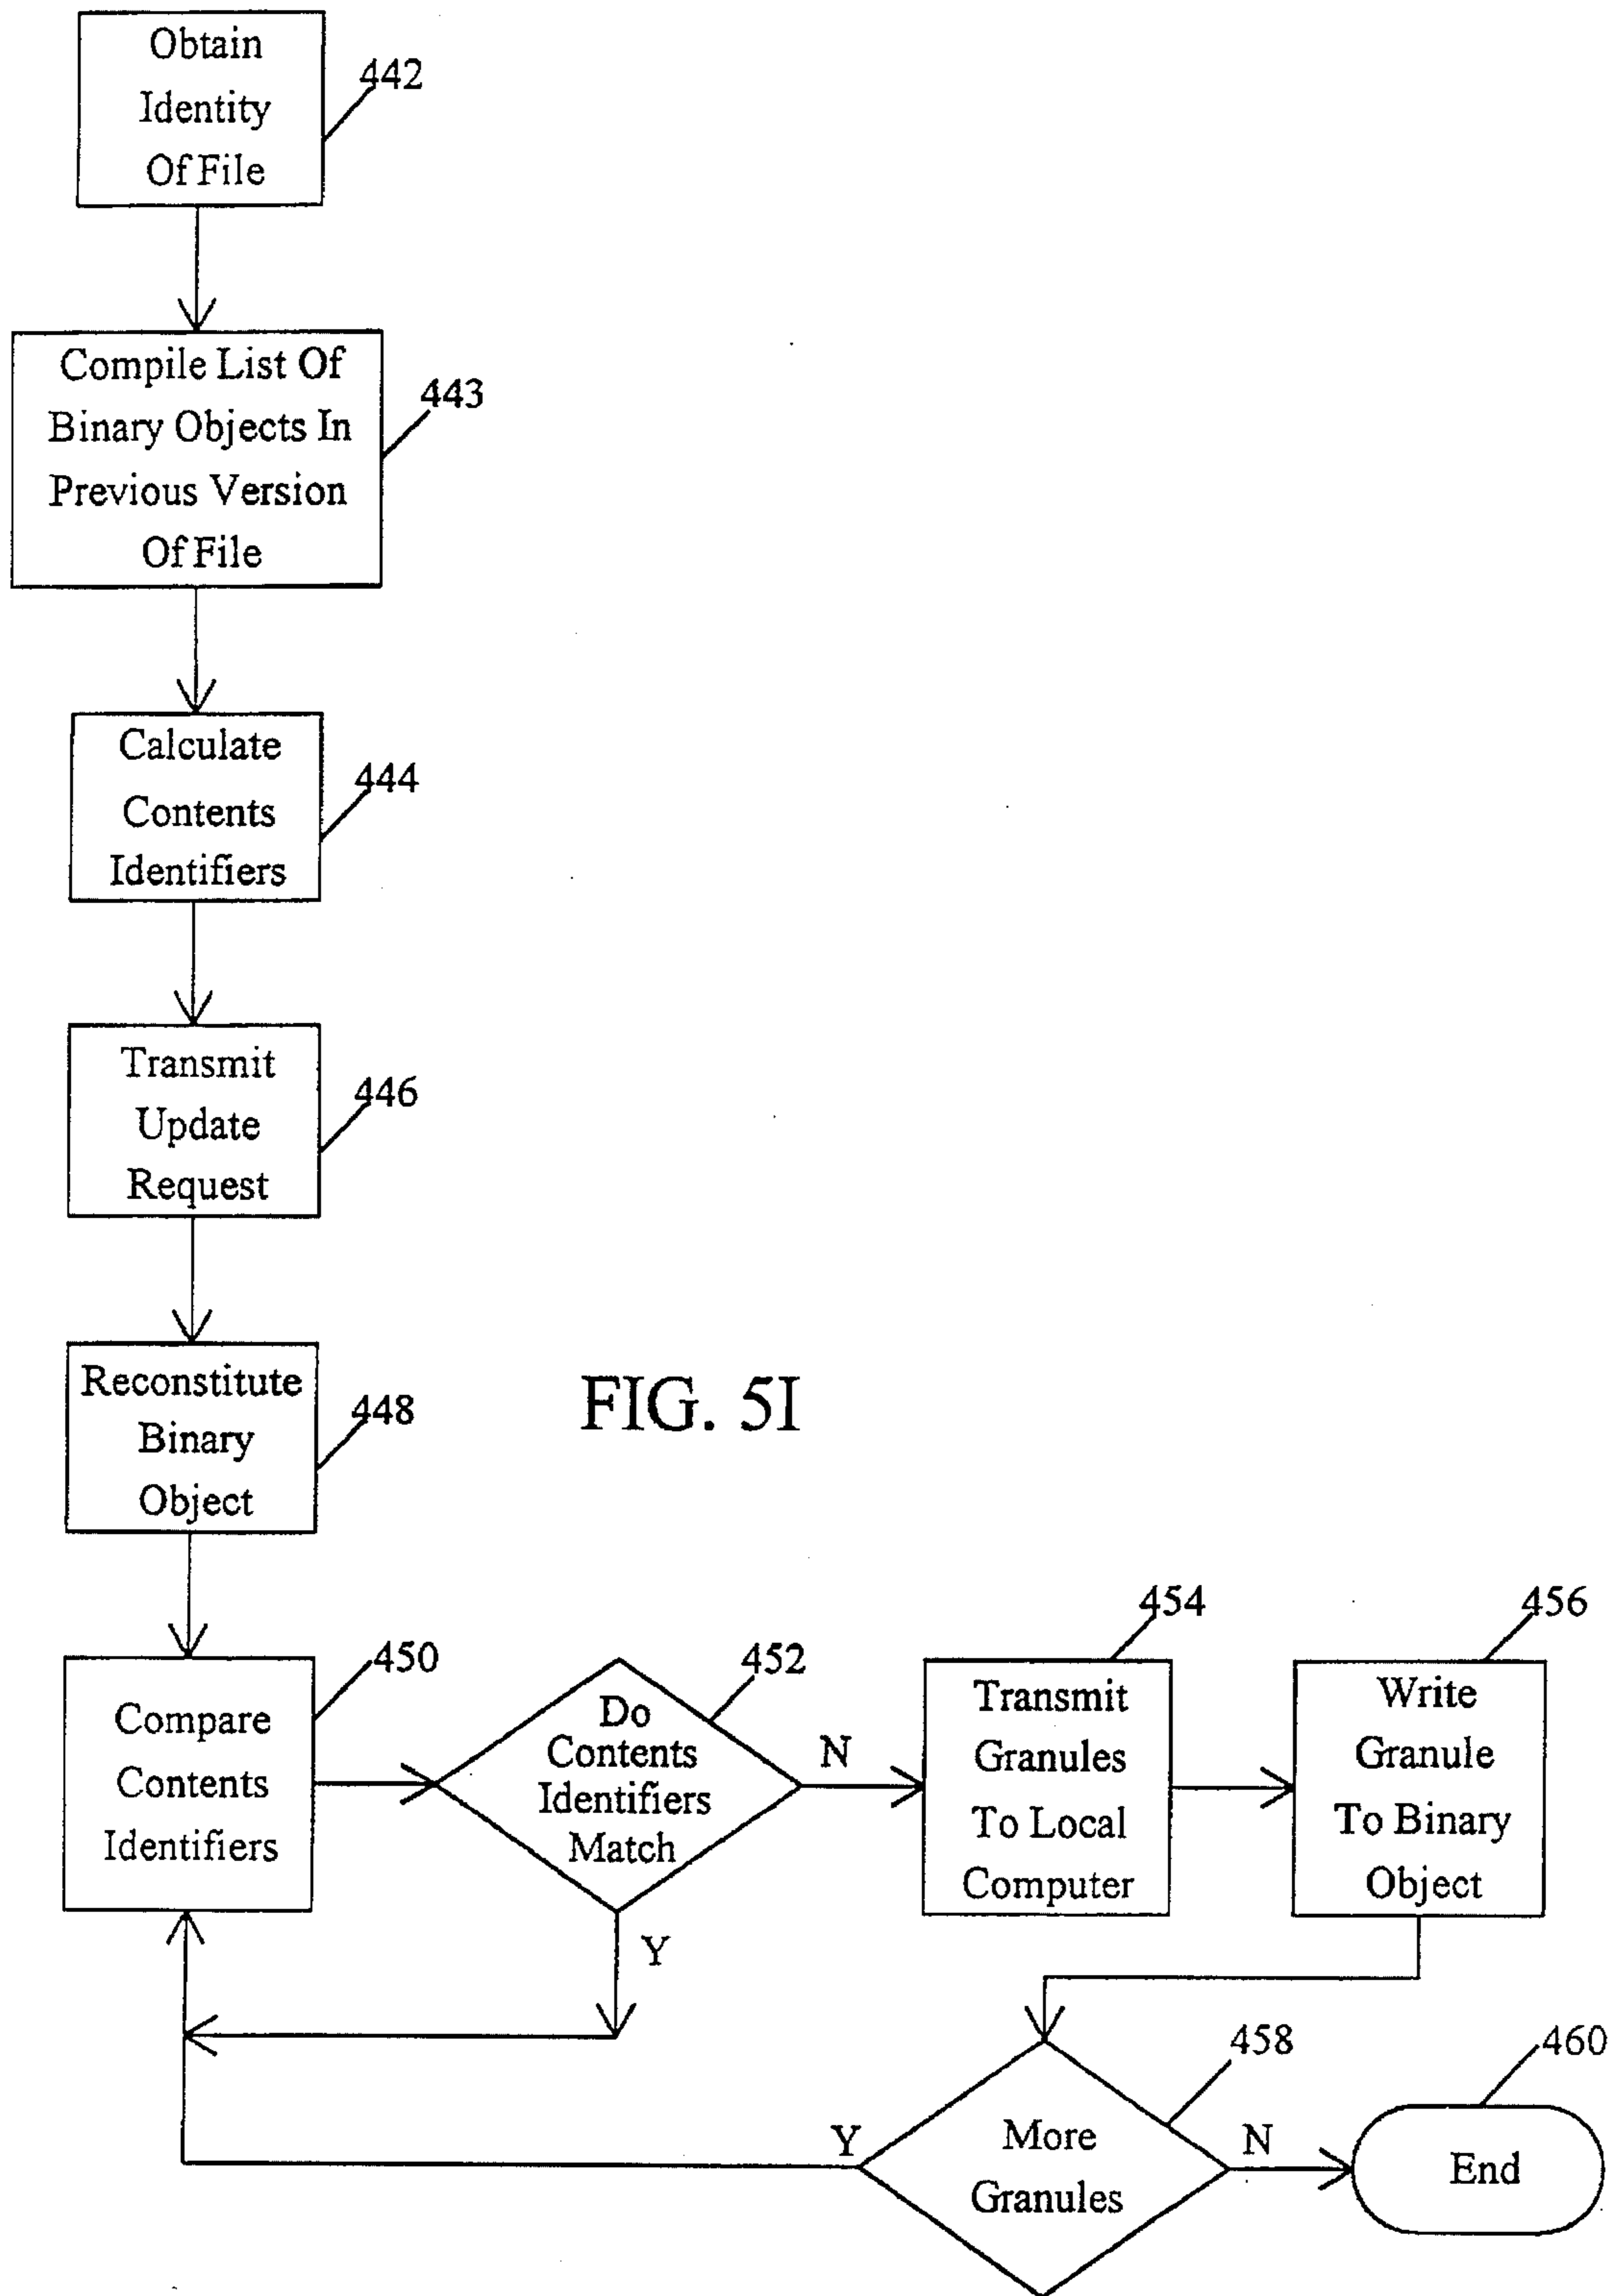 Obtain
Identity
Of File
442
Compile List Of
Binary Objects In
Previous Version
Of File
443
Calculate
Contents
Identifiers
444
Transmit
Update
Request
446
Reconstitute
Binary
Object
448
FIG. 5I
Compare
Contents
Identifiers
450
Do
Contents
Identifiers
Match
452
N
Y
Transmit
Granules
To Local
Computer
454
Write
Granule
To Binary
Object
456
More
Granules
458
Y
N
End
460